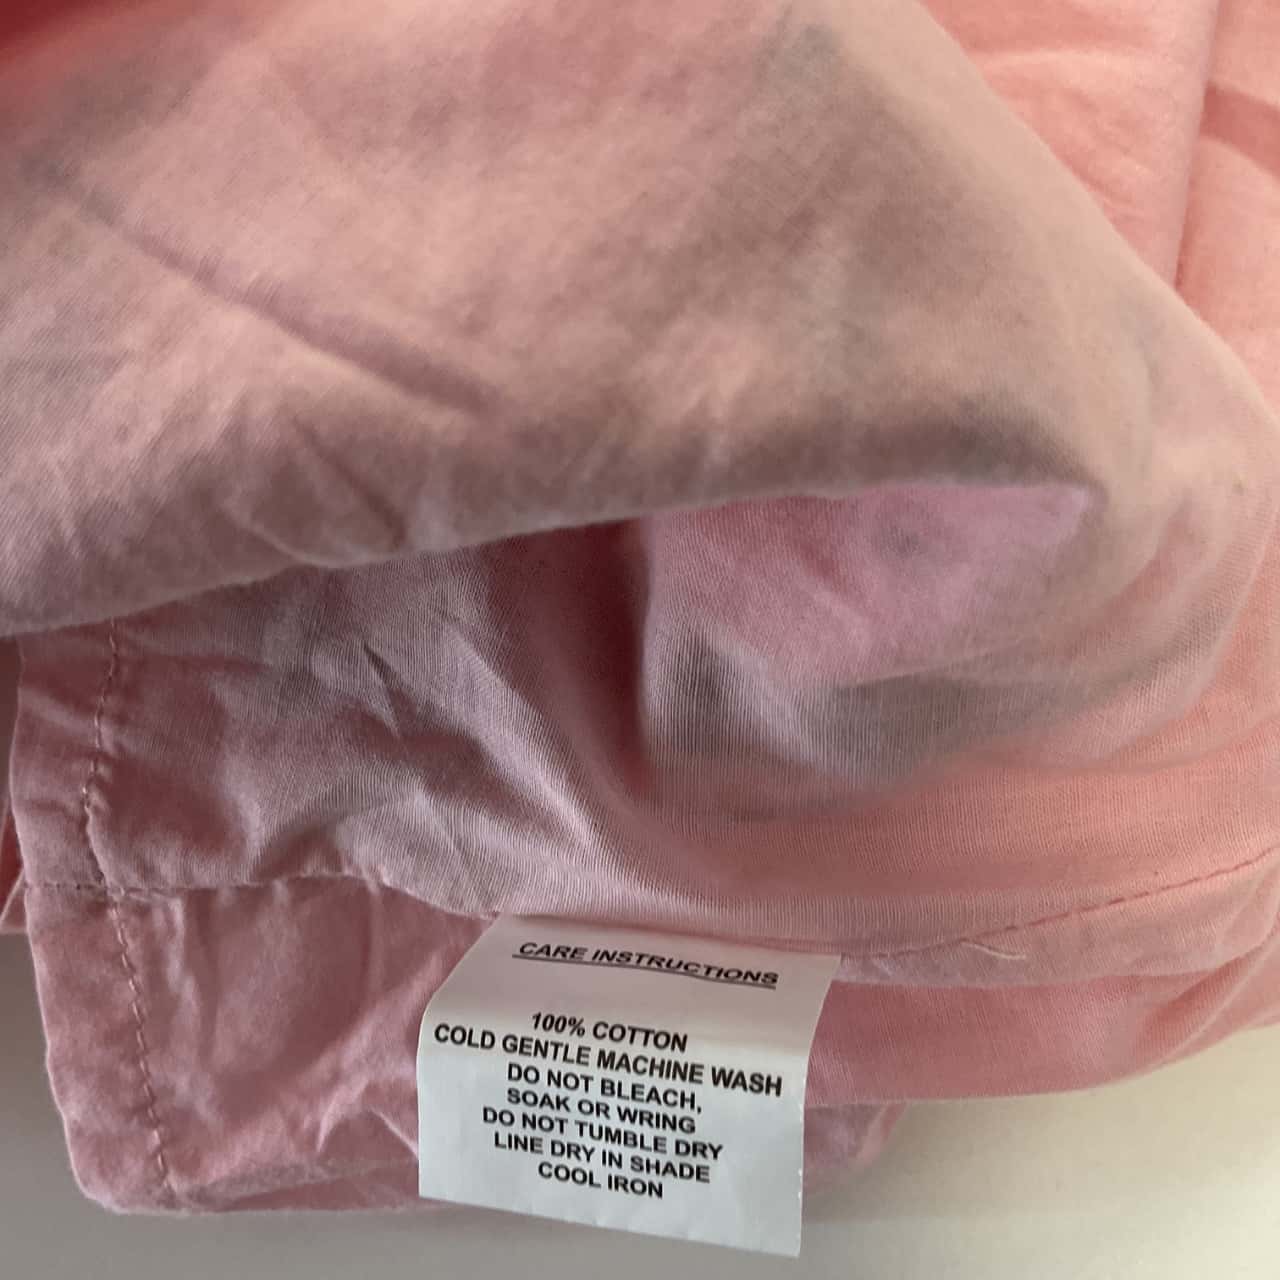 CARE INSTRUCTIONS
100% COTTON
COLD GENTLE MACHINE WASH
DO NOT BLEACH,
SOAK OR WRING
DO NOT TUMBLE DRY
LINE DRY IN SHADE
COOL IRON